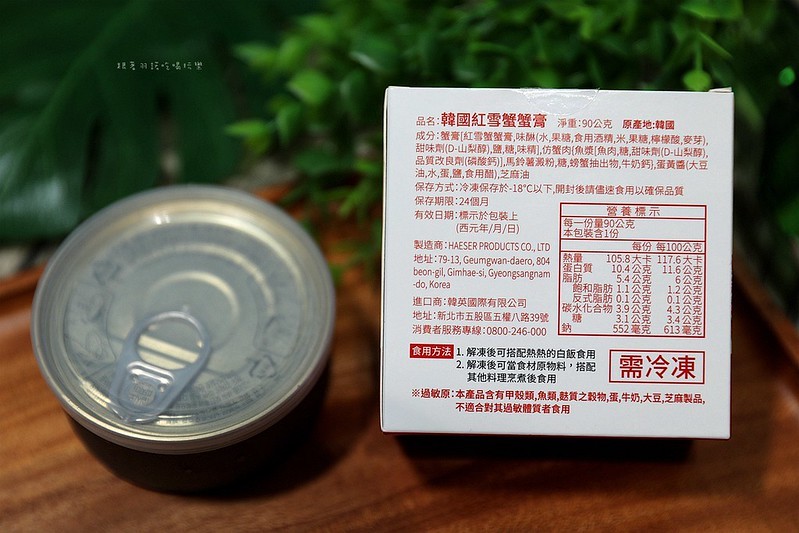 跟著羽諾吃喝玩樂
品名:韓國紅雪蟹蟹膏 淨重:90公克 原產地:韓國
成分:蟹膏[紅雪蟹蟹膏,味醂(水,果糖,食用酒精,米,果糖,檸檬酸,麥芽),
甜味劑(D-山梨醇),鹽,糖,味精],仿蟹肉(魚漿(魚肉,糖,甜味劑(D-山梨醇),
品質改良劑(磷酸鈣)],馬鈴薯澱粉,糖,螃蟹抽出物,牛奶鈣),蛋黃醬(大豆
油,水,蛋,鹽,食用醋),芝麻油
保存方式:冷凍保存於-18°C以下,開封後請儘速食用以確保品質
保存期限:24個月
有效日期:標示於包裝上
(西元年/月/日)
製造商:HAESER PRODUCTS CO., LTD
地址:79-13, Geumgwan-daero, 804
beon-gil, Gimhae-si, Gyeongsangnam
-do, Korea
進口商:韓英國際有限公司
地址:新北市五股區五權八路39號
消費者服務專線:0800-246-000
營養標示
每一份量90公克
本包裝含1份
每份 每100公克
熱量 105.8 大卡 117.6 大卡
蛋白質 10.4 公克 11.6 公克
脂肪 5.4 公克 6 公克
飽和脂肪 1.1 公克 1.2 公克
反式脂肪 0.1 公克 0.1 公克
碳水化合物 3.9 公克 4.3 公克
糖 3.1 公克 3.4 公克
鈉 552 毫克 613 毫克
食用方法 1. 解凍後可搭配熱熱的白飯食用
2. 解凍後可當食材原物料，搭配
其他料理烹煮後食用
需冷凍
※過敏原:本產品含有甲殼類,魚類,麩質之穀物,蛋,牛奶,大豆,芝麻製品,
不適合對其過敏體質者食用